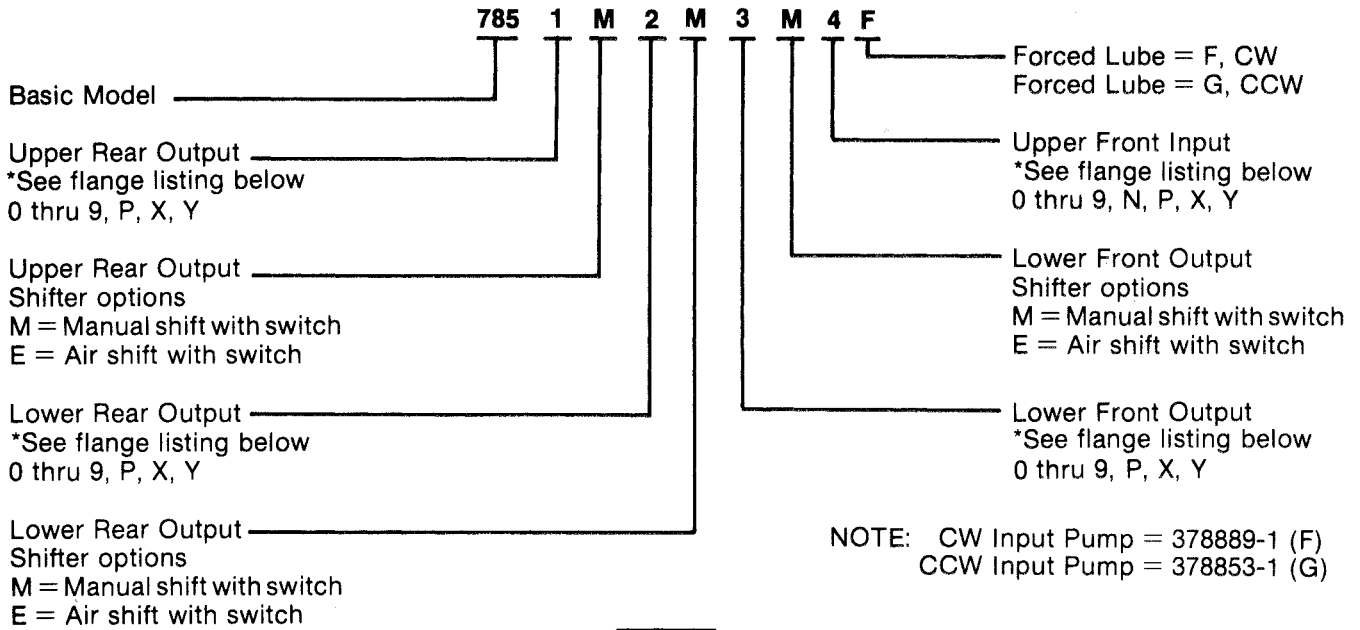 785 1 M 2 M 3 M 4 F
Basic Model
Upper Rear Output
*See flange listing below
0 thru 9, P, X, Y
Upper Rear Output
Shifter options
M = Manual shift with switch
E = Air shift with switch
Lower Rear Output
*See flange listing below
0 thru 9, P, X, Y
Lower Rear Output
Shifter options
M = Manual shift with switch
E = Air shift with switch
Forced Lube = F, CW
Forced Lube = G, CCW
Upper Front Input
*See flange listing below
0 thru 9, N, P, X, Y
Lower Front Output
Shifter options
M = Manual shift with switch
E = Air shift with switch
Lower Front Output
*See flange listing below
0 thru 9, P, X, Y
NOTE: CW Input Pump = 378889-1 (F)
CCW Input Pump = 378853-1 (G)